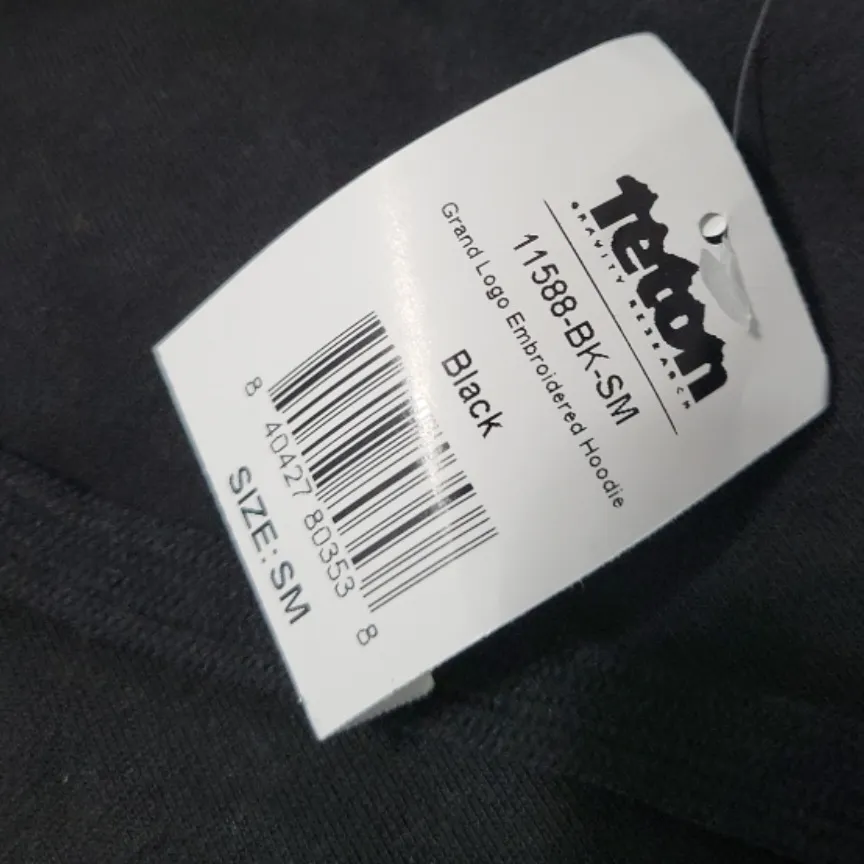 Teton
GRAVITY RESEARCH
11588-BK-SM
Grand Logo Embroidered Hoodie
Black
8 40427 80353 8
SIZE: SM